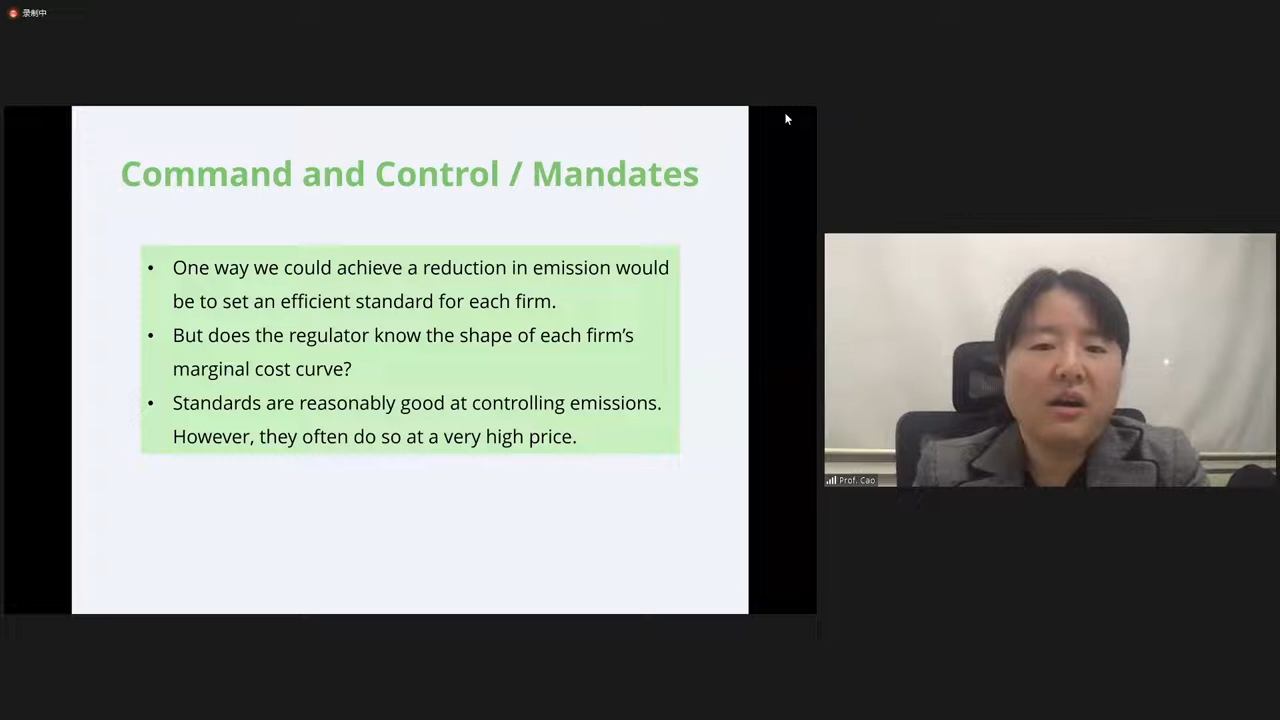 录制中
Command and Control / Mandates
• One way we could achieve a reduction in emission would
be to set an efficient standard for each firm.
• But does the regulator know the shape of each firm’s
marginal cost curve?
• Standards are reasonably good at controlling emissions.
However, they often do so at a very high price.
Prof. Cao